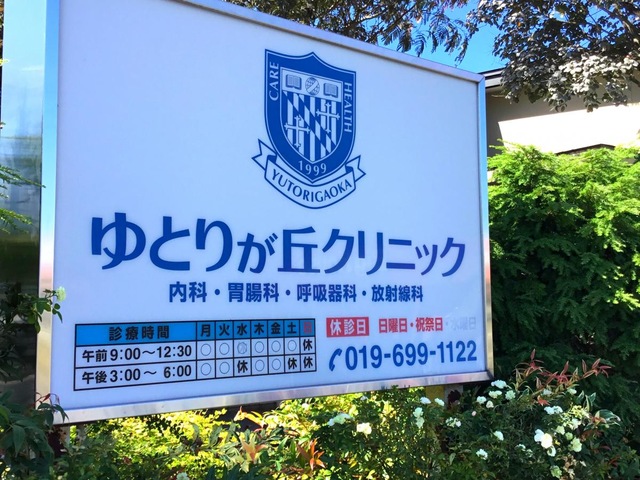 CARE HEALTH
1999
YUTORIGAOKA
ゆとりが丘クリニック
内科・胃腸科・呼吸器科・放射線科
診療時間 月 火 水 木 金 土 日
午前 9:00〜12:30 ○ ○ ○ ○ ○ ○ 休
午後 3:00〜 6:00 ○ ○ 休 ○ ○ 休 休
休診日 日曜日・祝祭日・水曜日
019-699-1122